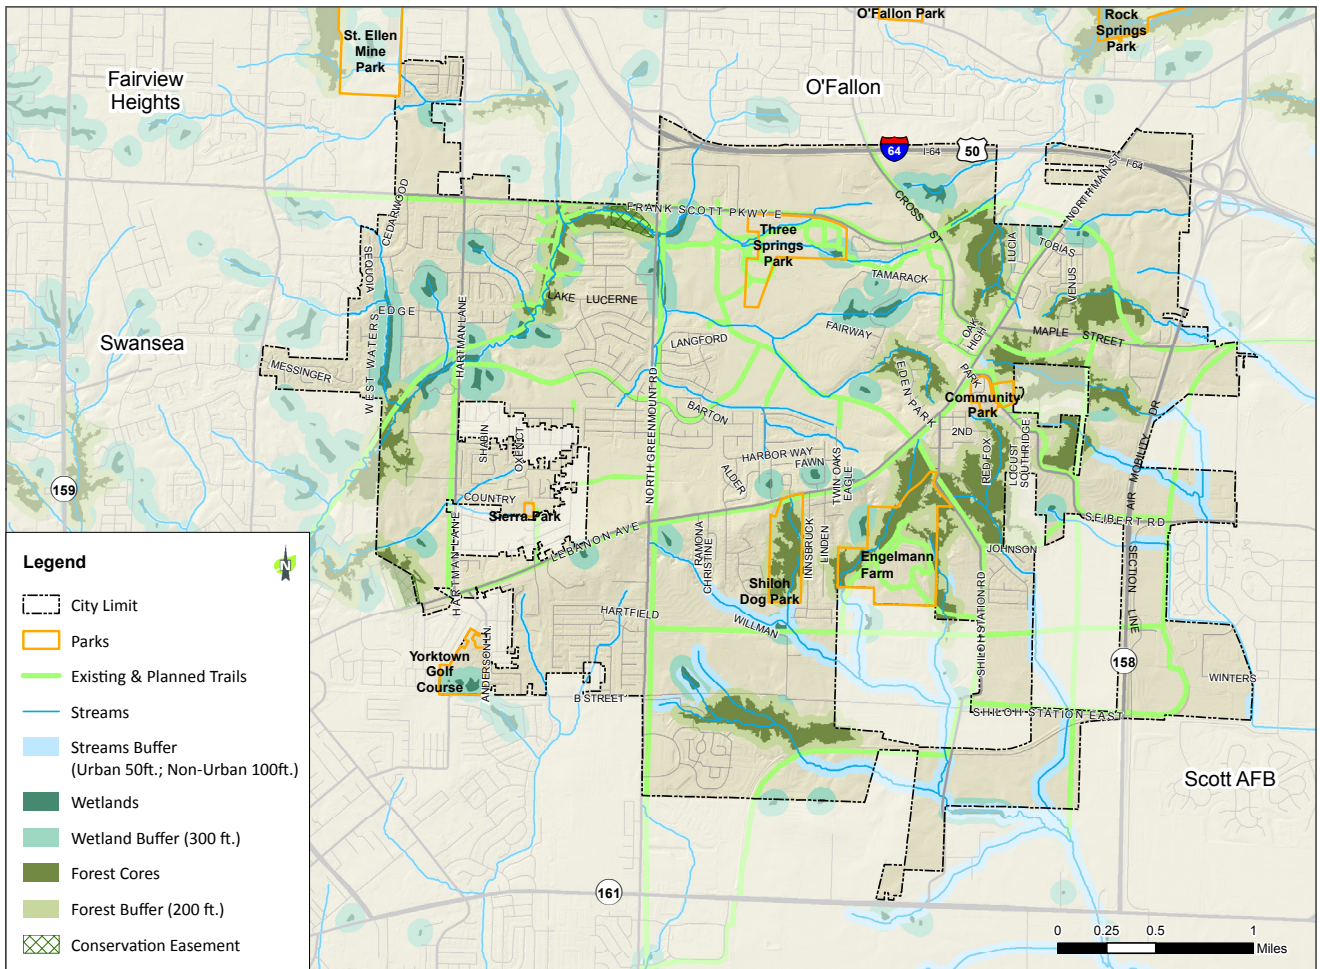 St. Ellen
Mine
Park
O'Fallon Park
Rock
Springs
Park
Fairview
Heights
O'Fallon
64
I-64
50
I-64
NORTH MAIN ST
CEDARWOOD
FRANK SCOTT PKWY E
CROSS ST
Three
Springs
Park
LUCIA
TOBIAS
SEQUOIA
TAMARACK
VENUS
LAKE
LUCERNE
EDGE
WEST WATERS
HARTMAN LANE
FAIRWAY
OAK
HIGH
MAPLE STREET
Swansea
LANGFORD
MESSINGER
EDEN PARK
PARK
Community
Park
NORTH GREENMOUNT RD
BARTON
2ND
SHABIN
OXEN CT
HARBOR WAY
FAWN
ALDER
TWIN OAKS
EAGLE
RED FOX
LOCUST
SOUTHRIDGE
AIR MOBILITY DR
159
COUNTRY
Sierra Park
LEBANON AVE
SEIBERT RD
HARTMAN LANE
RAMONA
CHRISTINE
INNSBRUCK
LINDEN
Engelmann
Farm
JOHNSON
SECTION LINE
Shiloh
Dog Park
SHILOH STATION RD
HARTFIELD
WILLMAN
Yorktown
Golf
Course
ANDERSON LN.
158
WINTERS
B STREET
SHILOH STATION EAST
Scott AFB
161
Legend
N
City Limit
Parks
Existing & Planned Trails
Streams
Streams Buffer
(Urban 50ft.; Non-Urban 100ft.)
Wetlands
Wetland Buffer (300 ft.)
Forest Cores
Forest Buffer (200 ft.)
Conservation Easement
0 0.25 0.5 1
Miles